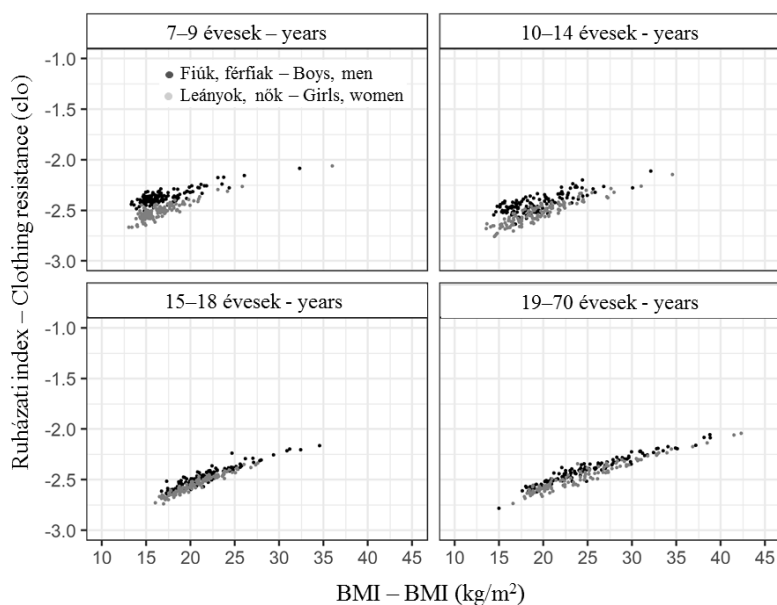 7–9 évesek – years
10–14 évesek - years
Fiúk, férfiak – Boys, men
Leányok, nők – Girls, women
-1.0
-1.5
-2.0
-2.5
-3.0
15–18 évesek - years
19–70 évesek - years
-1.0
-1.5
-2.0
-2.5
-3.0
10 15 20 25 30 35 40 45
10 15 20 25 30 35 40 45
Ruházati index – Clothing resistance (clo)
BMI – BMI (kg/m²)